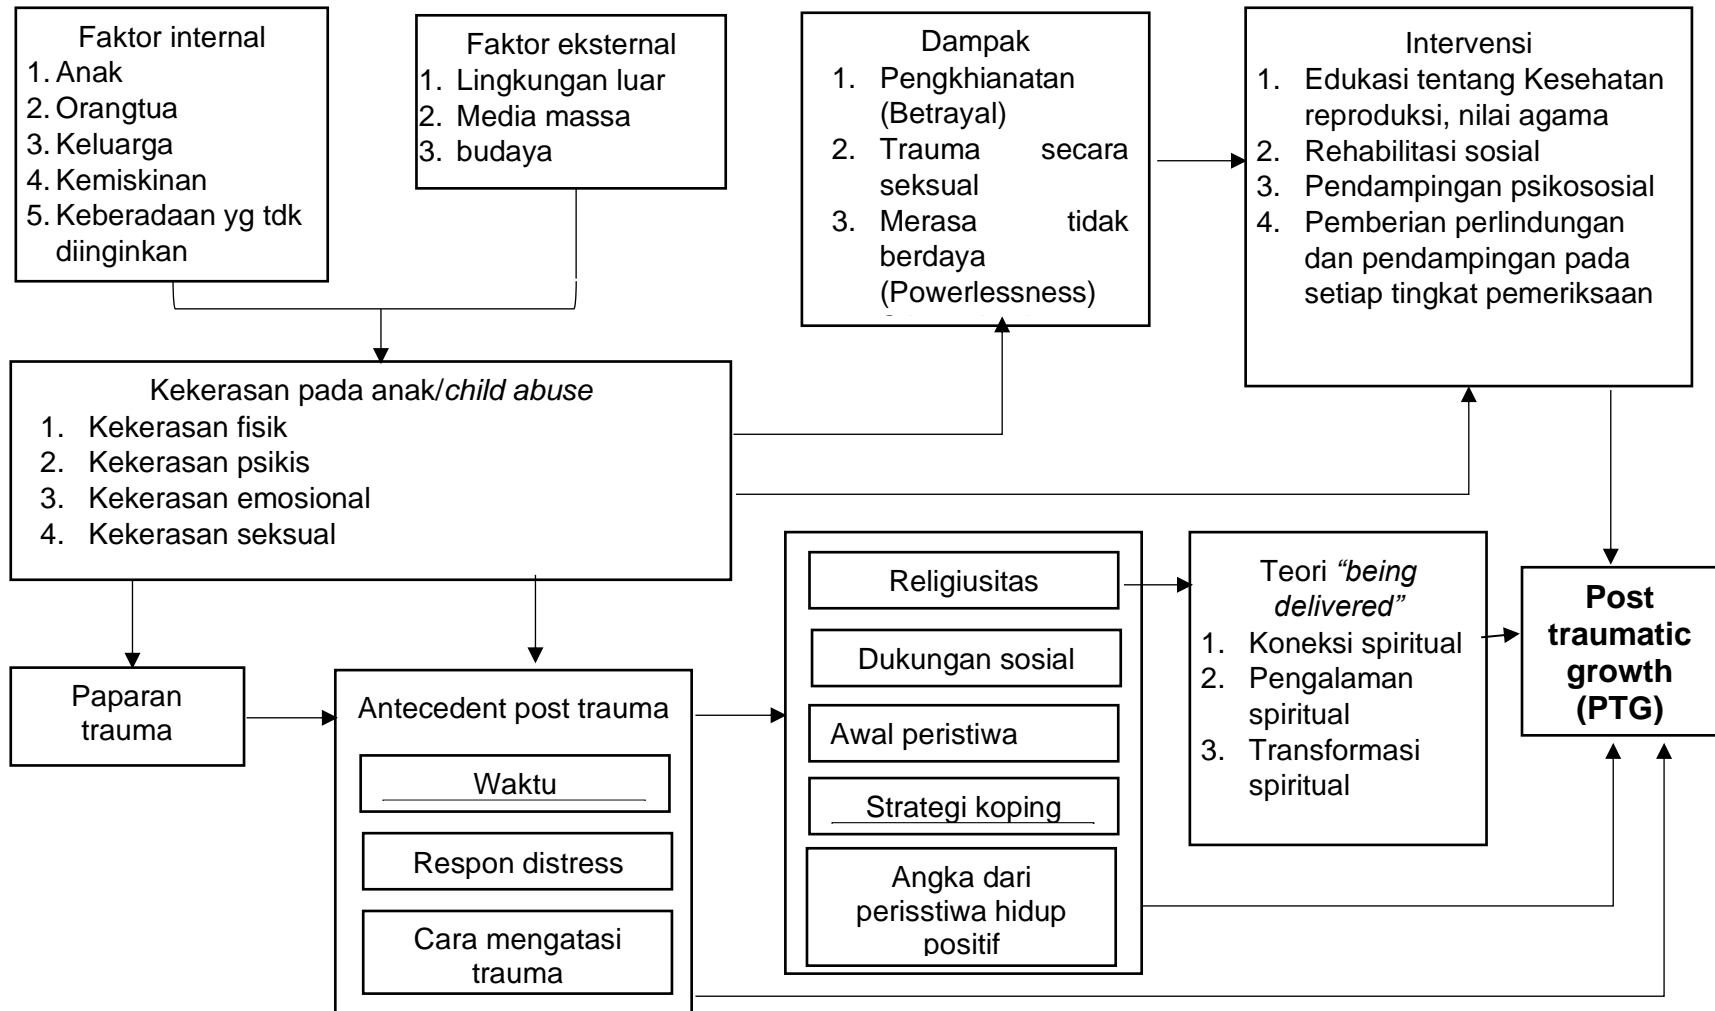 Faktor internal
1. Anak
2. Orangtua
3. Keluarga
4. Kemiskinan
5. Keberadaan yg tdk
diinginkan
Faktor eksternal
1. Lingkungan luar
2. Media massa
3. budaya
Dampak
1. Pengkhianatan
(Betrayal)
2. Trauma secara
seksual
3. Merasa tidak
berdaya
(Powerlessness)
Intervensi
1. Edukasi tentang Kesehatan
reproduksi, nilai agama
2. Rehabilitasi sosial
3. Pendampingan psikososial
4. Pemberian perlindungan
dan pendampingan pada
setiap tingkat pemeriksaan
Kekerasan pada anak/child abuse
1. Kekerasan fisik
2. Kekerasan psikis
3. Kekerasan emosional
4. Kekerasan seksual
Paparan
trauma
Antecedent post trauma
Waktu
Respon distress
Cara mengatasi
trauma
Religiusitas
Dukungan sosial
Awal peristiwa
Strategi koping
Angka dari
perisstiwa hidup
positif
Teori “being
delivered”
1. Koneksi spiritual
2. Pengalaman
spiritual
3. Transformasi
spiritual
Post
traumatic
growth
(PTG)